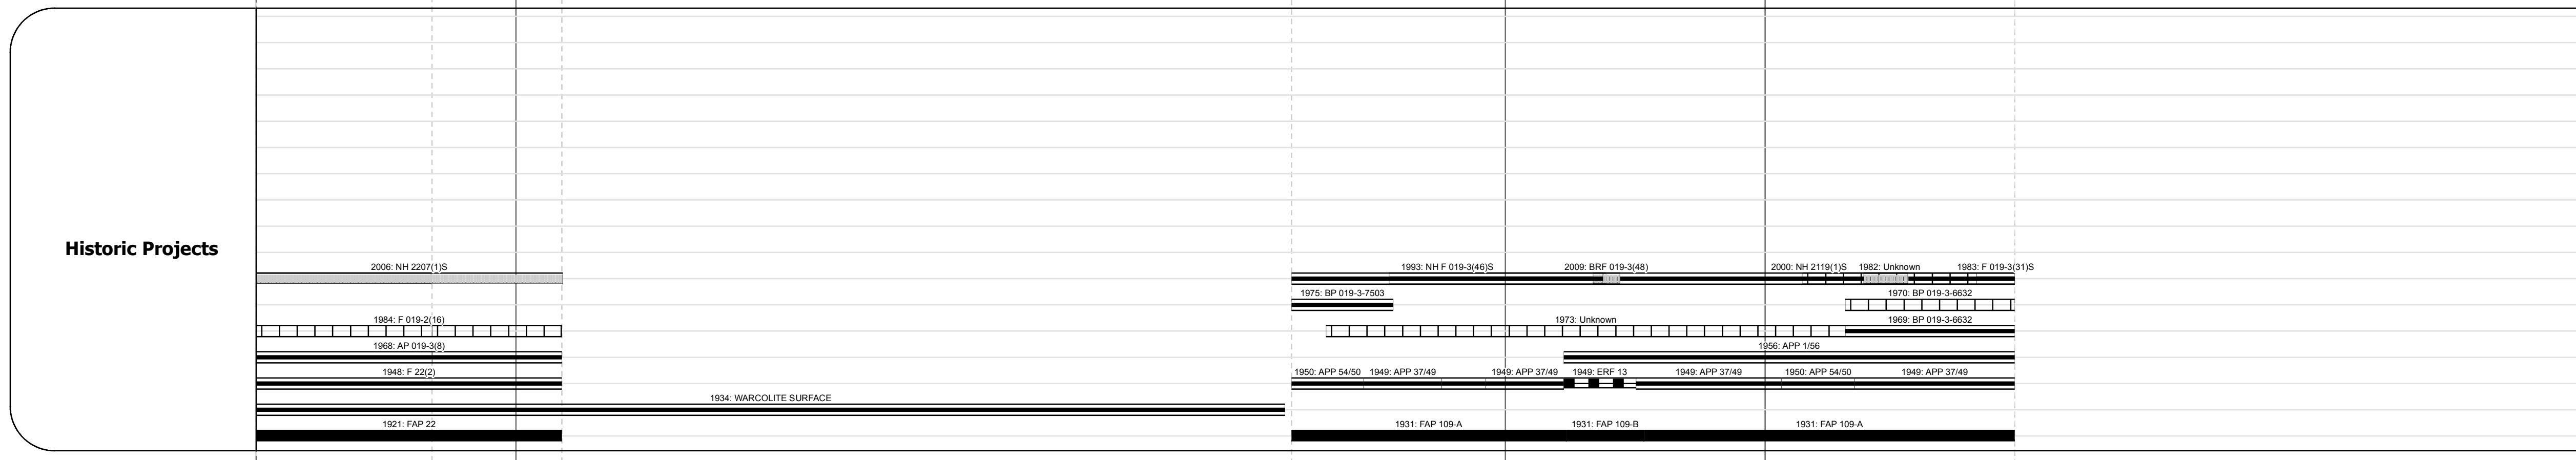 2006: NH 2207(1)S
1993: NH F 019-3(46)S
2009: BRF 019-3(48)
2000: NH 2119(1)S
1982: Unknown
1983: F 019-3(31)S
Historic Projects
1975: BP 019-3-7503
1970: BP 019-3-6632
1984: F 019-2(16)
1973: Unknown
1969: BP 019-3-6632
1968: AP 019-3(8)
1956: APP 1/56
1948: F 22(2)
1950: APP 54/50
1949: APP 37/49
1949: APP 37/49
1949: ERF 13
1949: APP 37/49
1950: APP 54/50
1949: APP 37/49
1934: WARCOLITE SURFACE
1921: FAP 22
1931: FAP 109-A
1931: FAP 109-B
1931: FAP 109-A